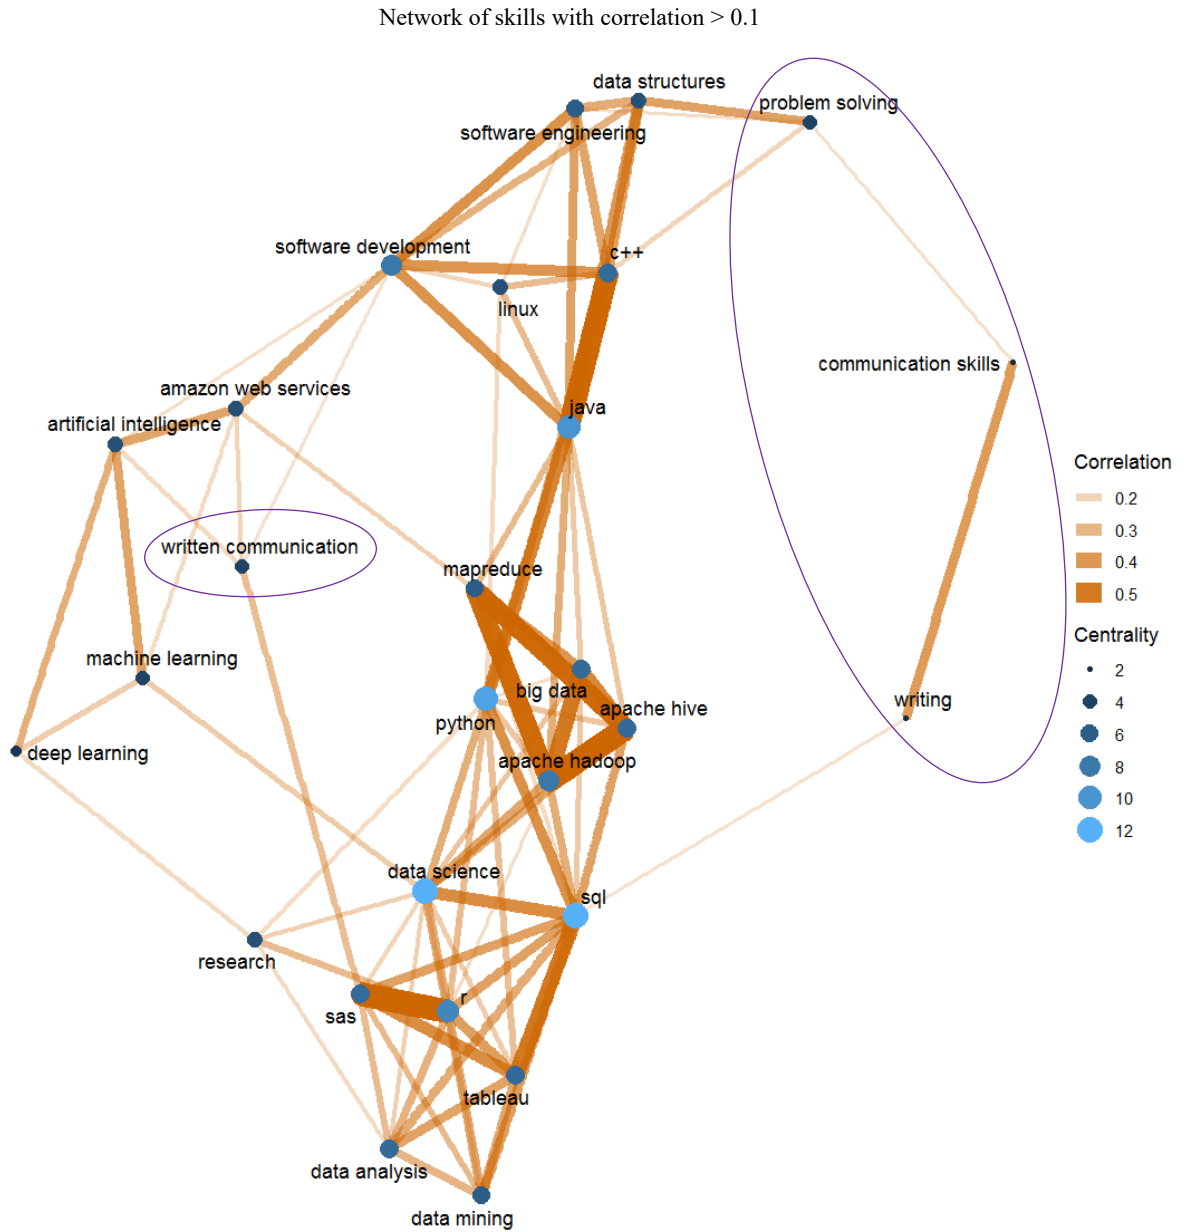 Network of skills with correlation > 0.1
data structures
problem solving
software engineering
software development
c++
linux
communication skills
amazon web services
java
artificial intelligence
Correlation
0.2
0.3
0.4
0.5
written communication
mapreduce
Centrality
2
4
6
8
10
12
machine learning
big data
writing
apache hive
python
deep learning
apache hadoop
data science
sql
research
r
sas
tableau
data analysis
data mining